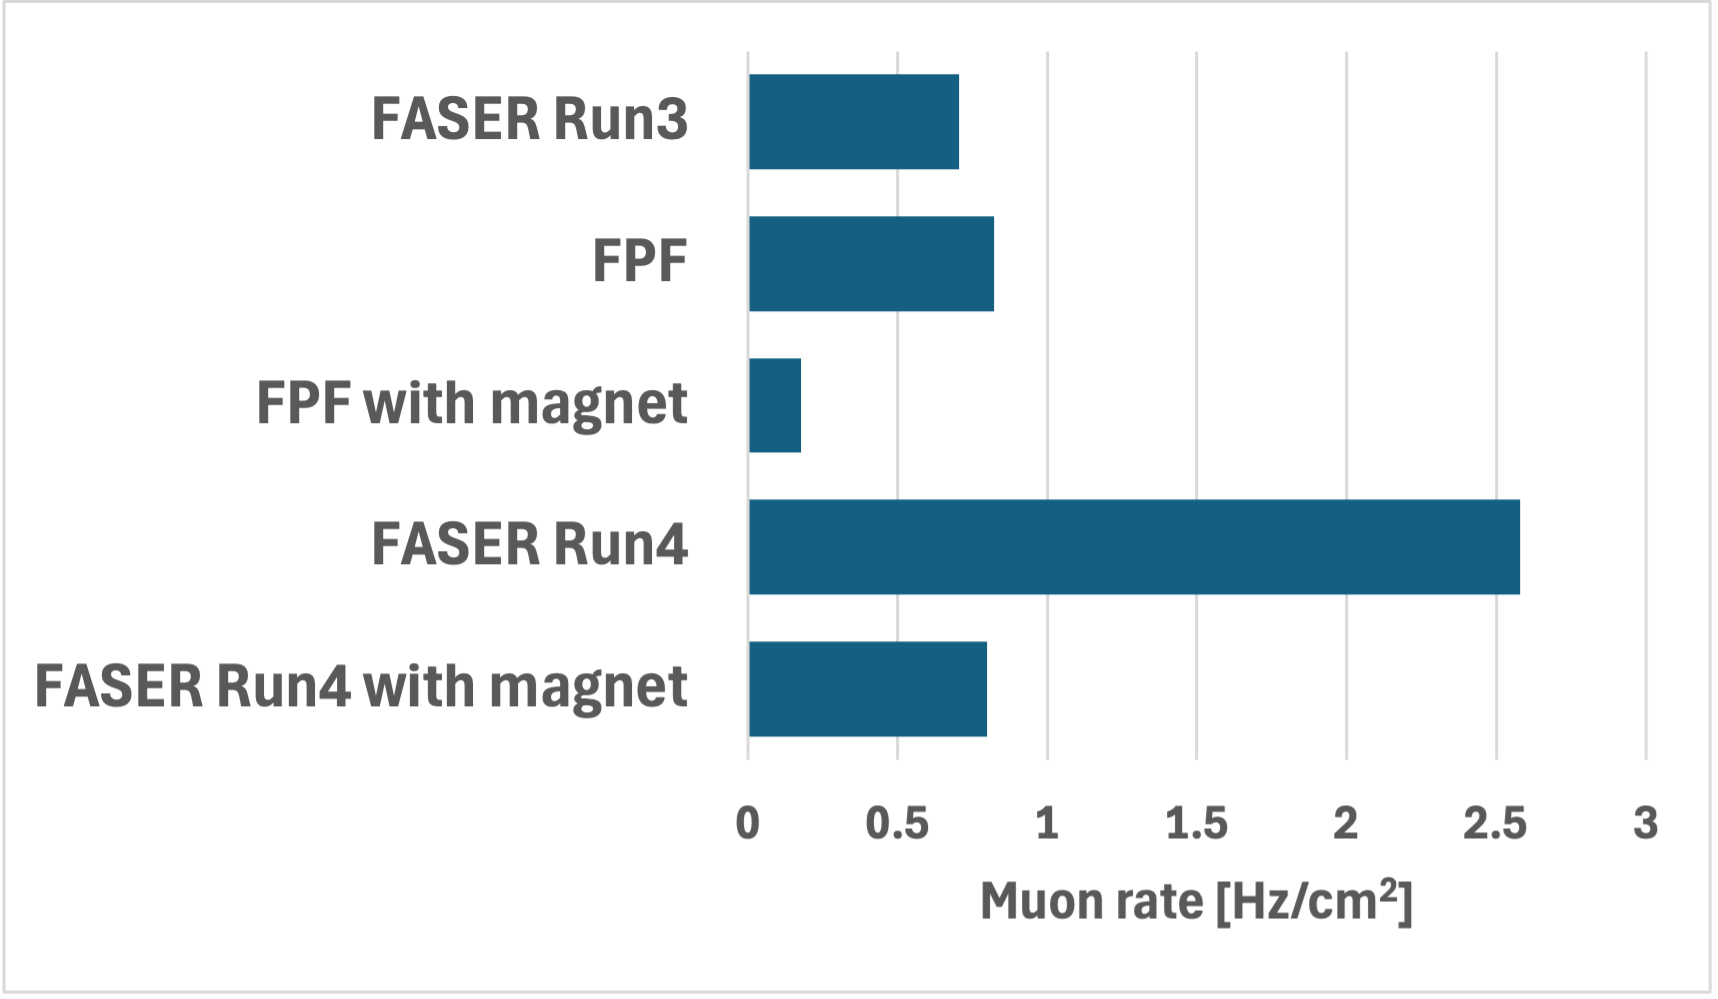 FASER Run3
FPF
FPF with magnet
FASER Run4
FASER Run4 with magnet
0 0.5 1 1.5 2 2.5 3
Muon rate [Hz/cm²]